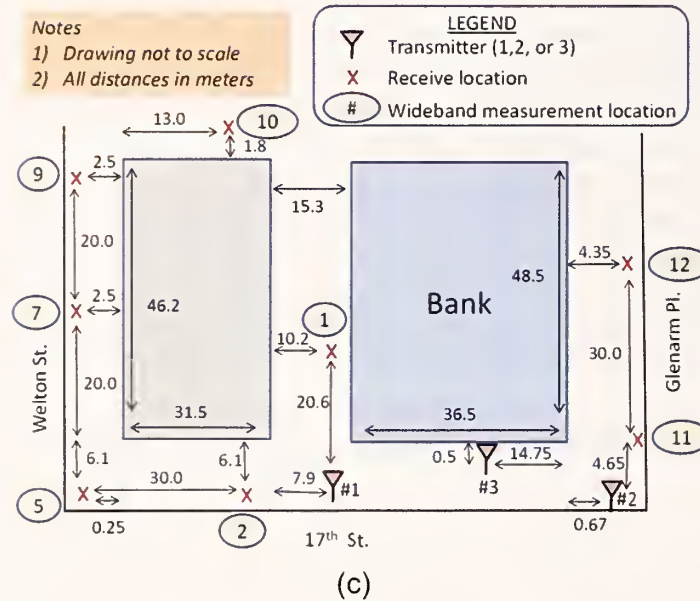 Notes
1) Drawing not to scale
2) All distances in meters
LEGEND
Transmitter (1,2, or 3)
X Receive location
# Wideband measurement location
13.0
X
10
1.8
9
2.5
X
15.3
20.0
46.2
48.5
4.35
X
12
Bank
7
2.5
X
1
10.2
X
Welton St.
Glenarm Pl.
20.0
20.6
30.0
31.5
36.5
X
11
6.1
30.0
6.1
7.9
0.5
14.75
4.65
#3
5
X
X
#1
#2
0.25
2
0.67
17th St.
(c)